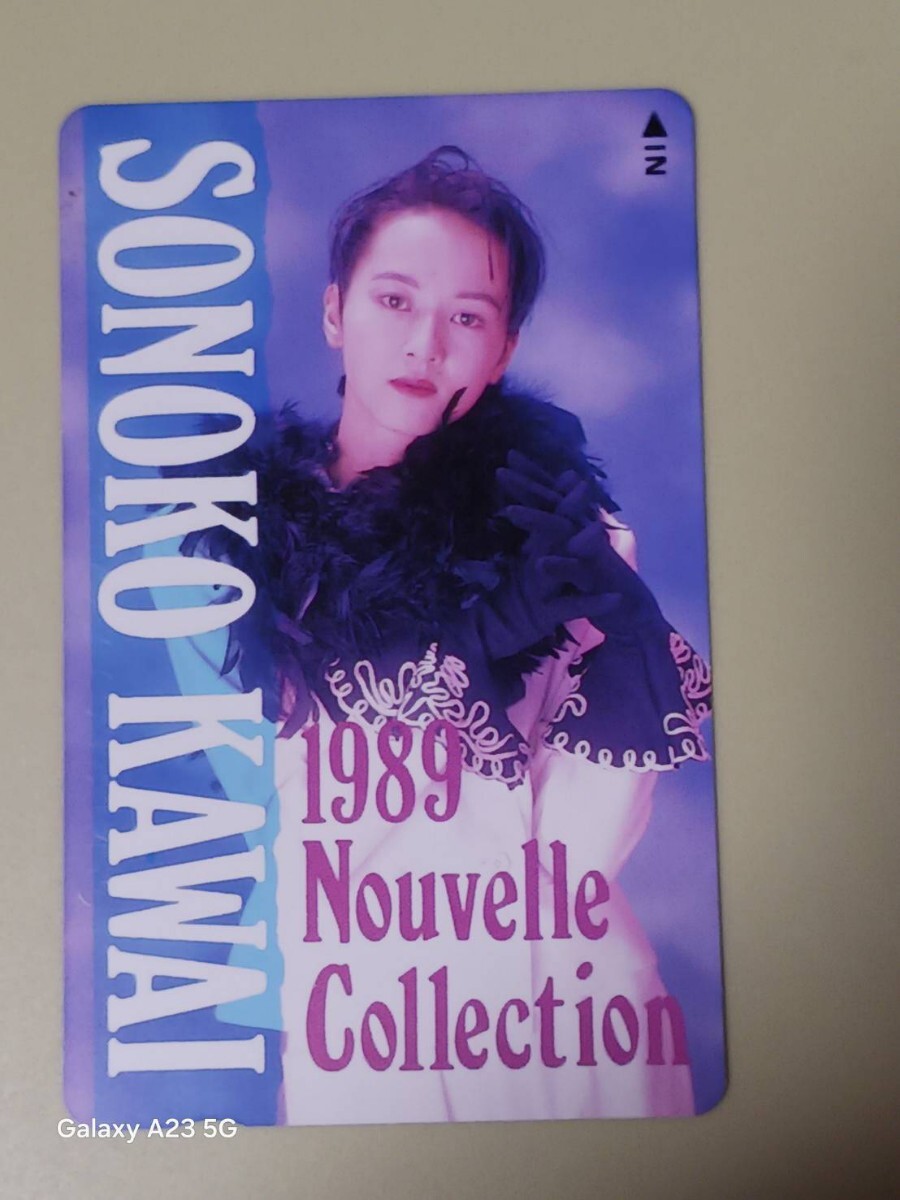 SONOKO KAWAI
▲IN
1989
Nouvelle
Collection
Galaxy A23 5G